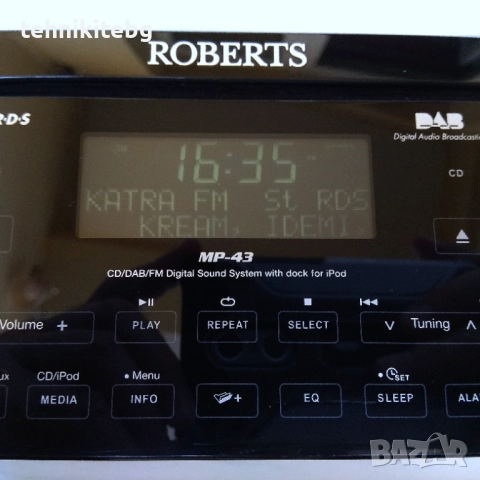 tehnikitebg
ROBERTS
R·D·S
DAB
Digital Audio Broadcastin
CD
16:35
KATRA FM St RDS
KREAM, IDEMI,
MP-43
CD/DAB/FM Digital Sound System with dock for iPod
Volume +
PLAY
REPEAT
SELECT
Tuning
CD/iPod
• Menu
• SET
MEDIA
INFO
+
EQ
SLEEP
ALA
BAZAR